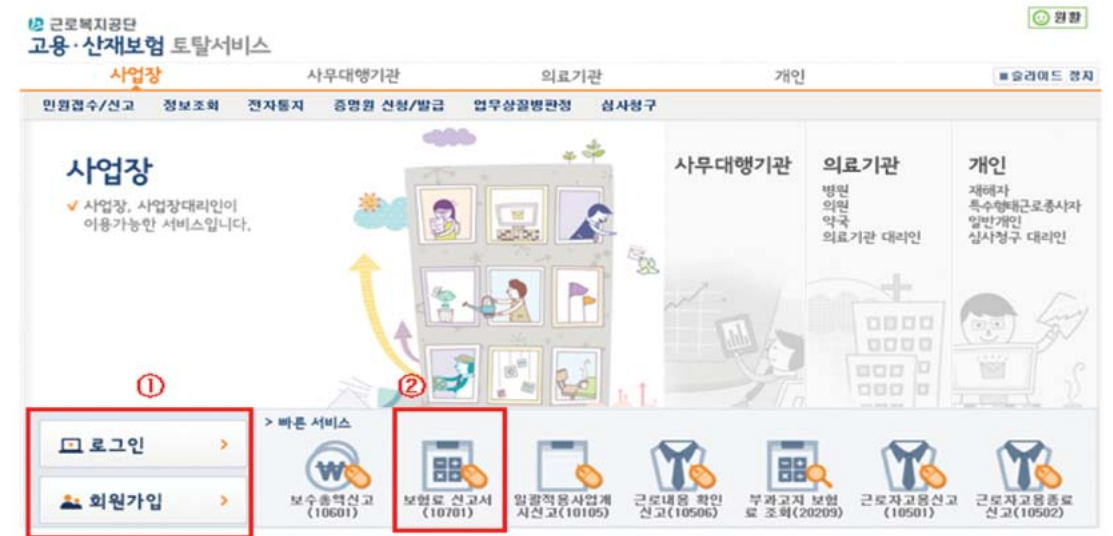 근로복지공단
고용·산재보험 토탈서비스
원활
사업장
사무대행기관
의료기관
개인
슬라이드 정지
민원접수/신고 정보조회 전자통지 증명원 신청/발급 업무상질병판정 심사청구
사업장
✓ 사업장, 사업장대리인이
이용가능한 서비스입니다.
사무대행기관
의료기관
병원
의원
약국
의료기관 대리인
개인
재해자
특수형태근로종사자
일반개인
심사청구 대리인
①
②
로그인 >
회원가입 >
> 빠른 서비스
보수총액신고
(10601)
보험료 신고서
(10701)
일괄적용사업개
시신고(10105)
근로내용 확인
신고(10506)
부과고지 보험
료 조회(20209)
근로자고용신고
(10501)
근로자고용종료
신고(10502)